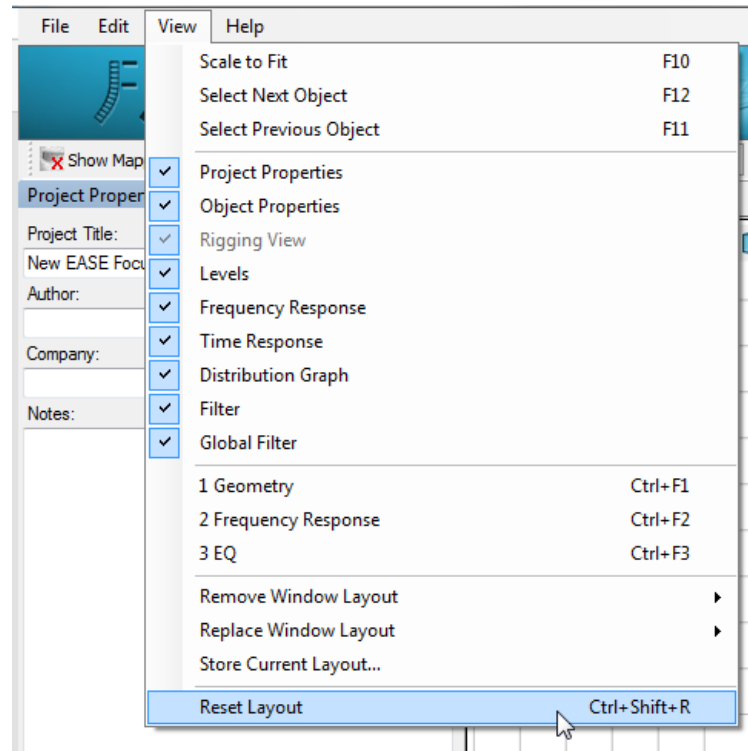 File Edit View Help
Scale to Fit F10
Select Next Object F12
Select Previous Object F11
Show Map
Project Properties
Object Properties
Rigging View
Levels
Frequency Response
Time Response
Distribution Graph
Filter
Global Filter
1 Geometry Ctrl+F1
2 Frequency Response Ctrl+F2
3 EQ Ctrl+F3
Remove Window Layout
Replace Window Layout
Store Current Layout...
Reset Layout Ctrl+Shift+R
Project Proper
Project Title:
New EASE Focu
Author:
Company:
Notes: